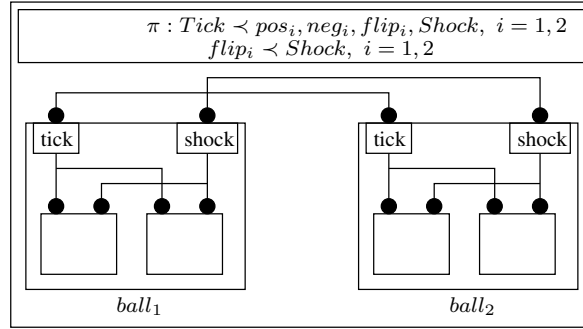 π : Tick ≺ pos_i, neg_i, flip_i, Shock, i = 1, 2
flip_i ≺ Shock, i = 1, 2
tick shock tick shock
ball_1 ball_2